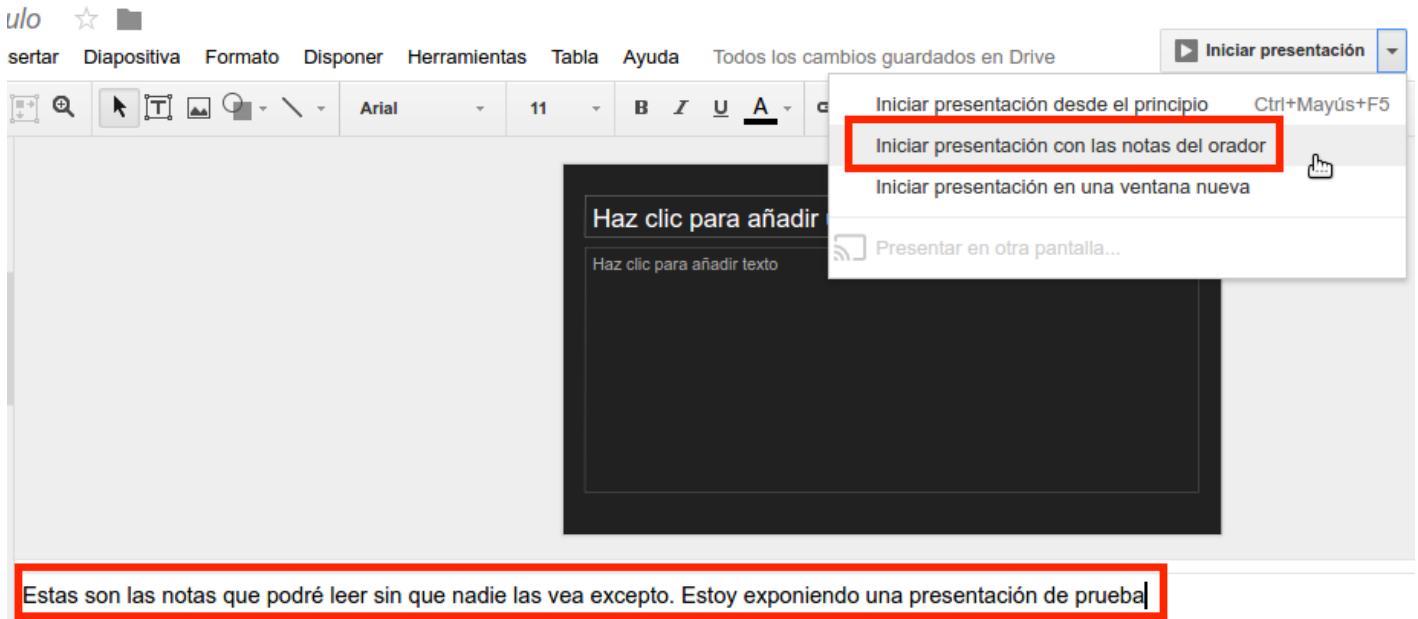 ulo
sertar Diapositiva Formato Disponer Herramientas Tabla Ayuda Todos los cambios guardados en Drive
Iniciar presentación
Arial 11 B I U A
Iniciar presentación desde el principio Ctrl+Mayús+F5
Iniciar presentación con las notas del orador
Iniciar presentación en una ventana nueva
Presentar en otra pantalla...
Haz clic para añadir
Haz clic para añadir texto
Estas son las notas que podré leer sin que nadie las vea excepto. Estoy exponiendo una presentación de prueba